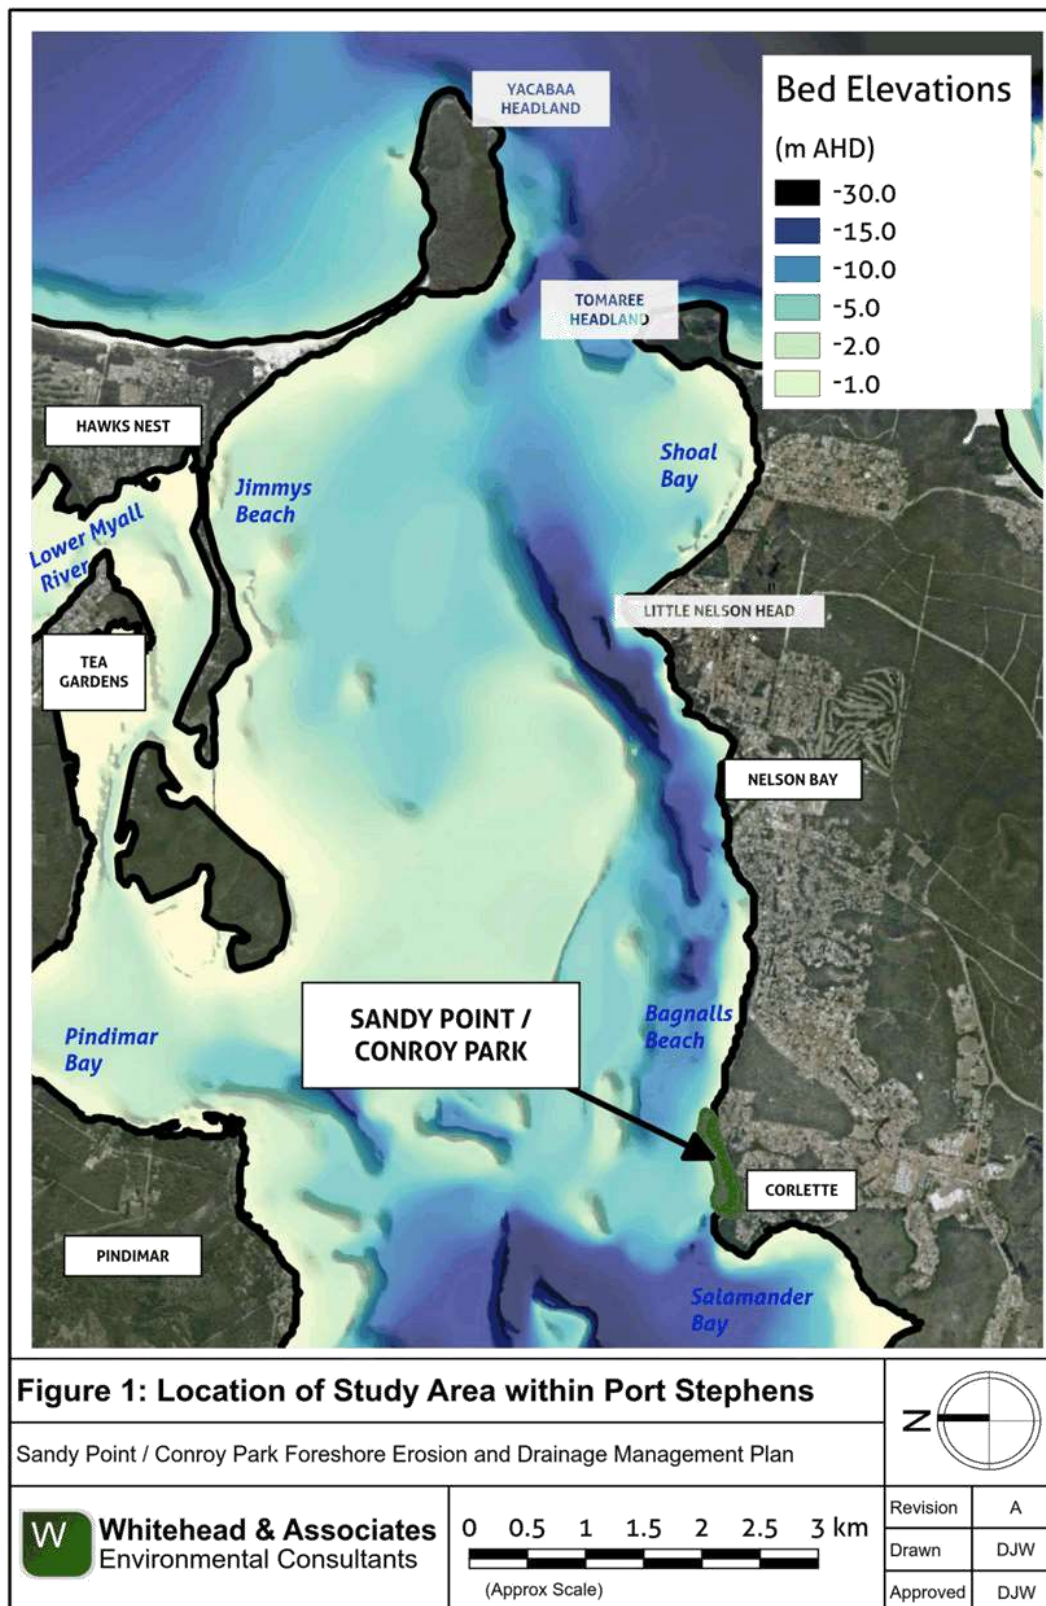 YACABAA
HEADLAND
Bed Elevations
(m AHD)
-30.0
-15.0
-10.0
-5.0
-2.0
-1.0
TOMAREE
HEADLAND
HAWKS NEST
Jimmys
Beach
Shoal
Bay
Lower Myall
River
LITTLE NELSON HEAD
TEA
GARDENS
NELSON BAY
SANDY POINT /
CONROY PARK
Pindimar
Bay
Bagnalls
Beach
CORLETTE
PINDIMAR
Salamander
Bay
Figure 1: Location of Study Area within Port Stephens
Sandy Point / Conroy Park Foreshore Erosion and Drainage Management Plan
N
W
Whitehead & Associates
Environmental Consultants
0 0.5 1 1.5 2 2.5 3 km
(Approx Scale)
Revision A
Drawn DJW
Approved DJW